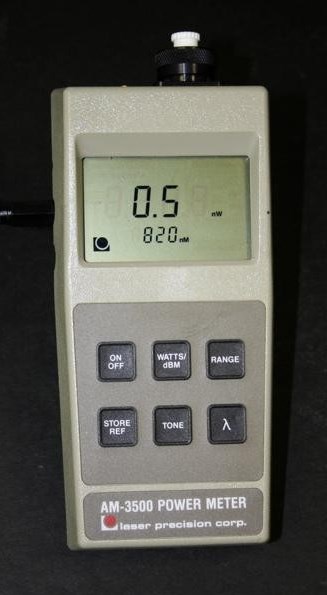 0.5 nW
820 nM
ON OFF
WATTS/ dBM
RANGE
STORE REF
TONE
λ
AM-3500 POWER METER
laser precision corp.